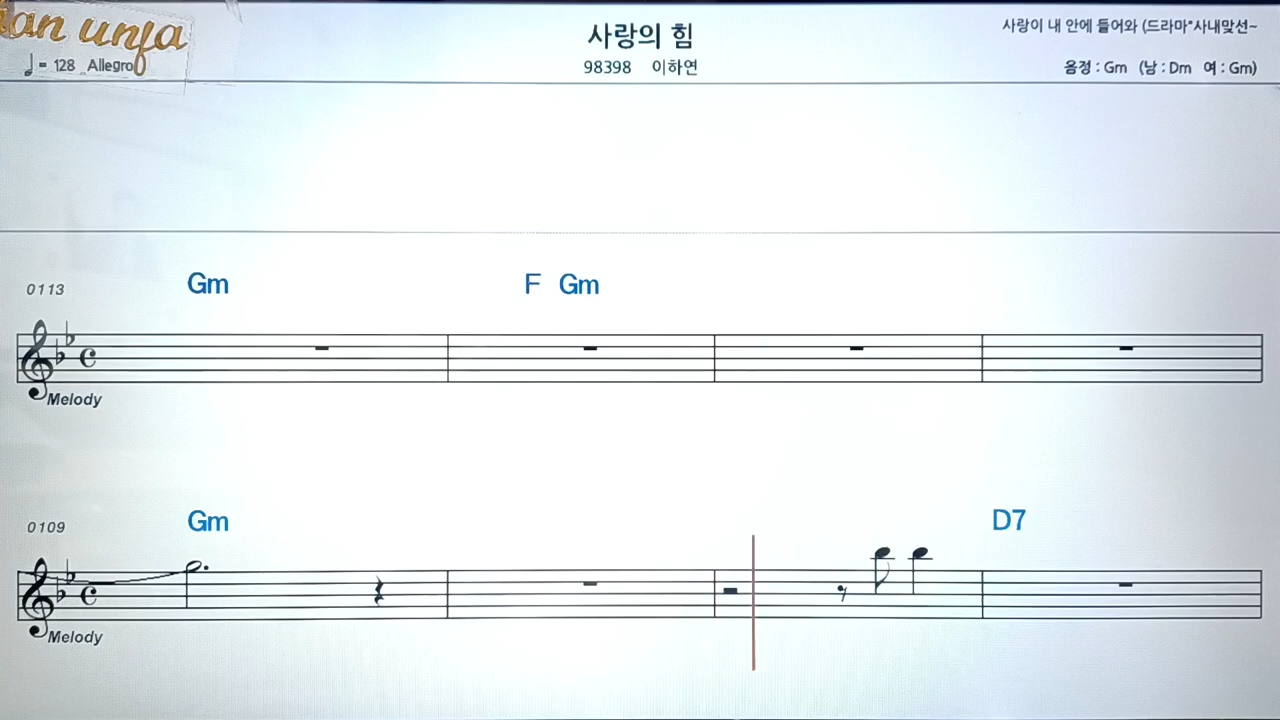 an unfa
사랑의 힘
사랑이 내 안에 들어와 (드라마"사내맞선~
= 128 Allegro
98398 이하연
음정 : Gm (남 : Dm 여 : Gm)
0113 Gm F Gm
Melody
0109 Gm D7
Melody